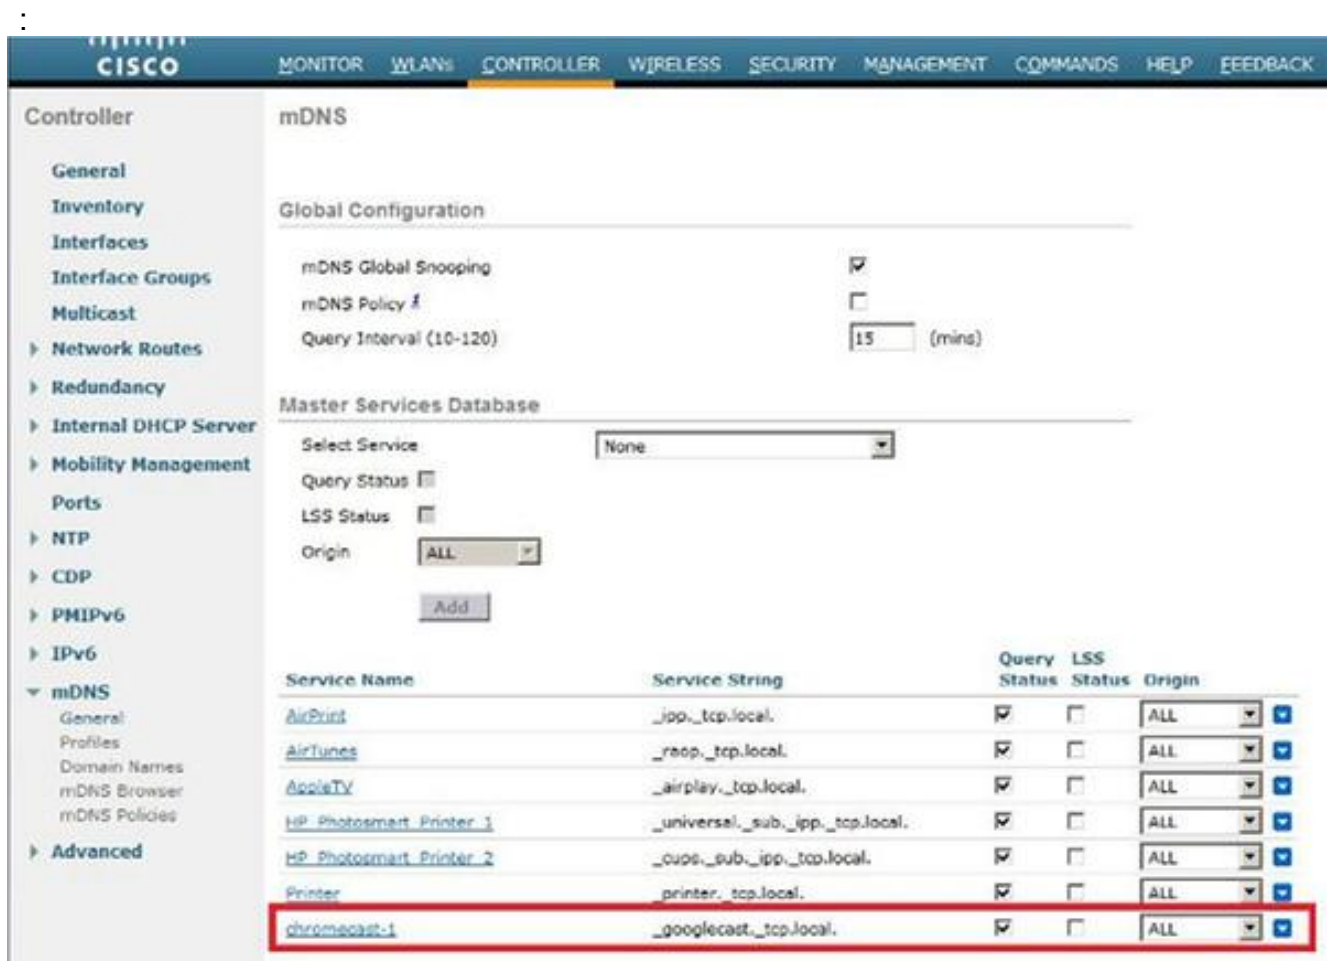 :
CISCO
MONITOR WLANs CONTROLLER WIRELESS SECURITY MANAGEMENT COMMANDS HELP FEEDBACK
Controller
General
Inventory
Interfaces
Interface Groups
Multicast
Network Routes
Redundancy
Internal DHCP Server
Mobility Management
Ports
NTP
CDP
PMIPv6
IPv6
mDNS
General
Profiles
Domain Names
mDNS Browser
mDNS Policies
Advanced
mDNS
Global Configuration
mDNS Global Snooping
mDNS Policy 1
Query Interval (10-120) 15 (mins)
Master Services Database
Select Service None
Query Status
LSS Status
Origin ALL
Add
Service Name Service String Query Status LSS Status Origin
AirPrint _ipp._tcp.local. ALL
AirTunes _raop._tcp.local. ALL
AppleTV _airplay._tcp.local. ALL
HP_Photosmart_Printer_1 _universal._sub._ipp._tcp.local. ALL
HP_Photosmart_Printer_2 _cups._sub._ipp._tcp.local. ALL
Printer _printer._tcp.local. ALL
chromecast-1 _googlecast._tcp.local. ALL